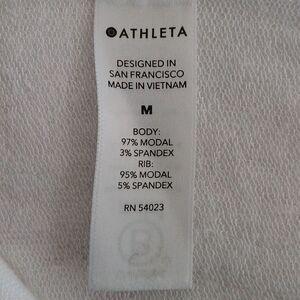 ATHLETA
DESIGNED IN
SAN FRANCISCO
MADE IN VIETNAM
M
BODY:
97% MODAL
3% SPANDEX
RIB:
95% MODAL
5% SPANDEX
RN 54023